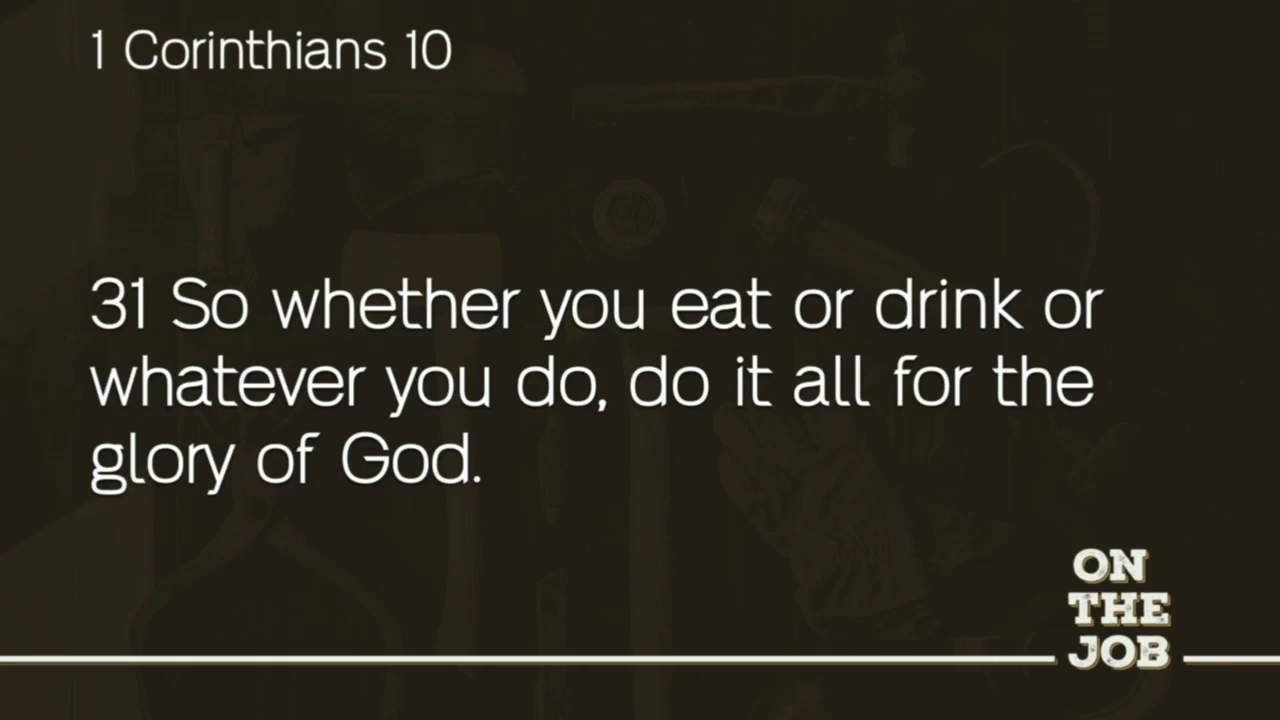 1 Corinthians 10
31 So whether you eat or drink or
whatever you do, do it all for the
glory of God.
ON
THE
JOB